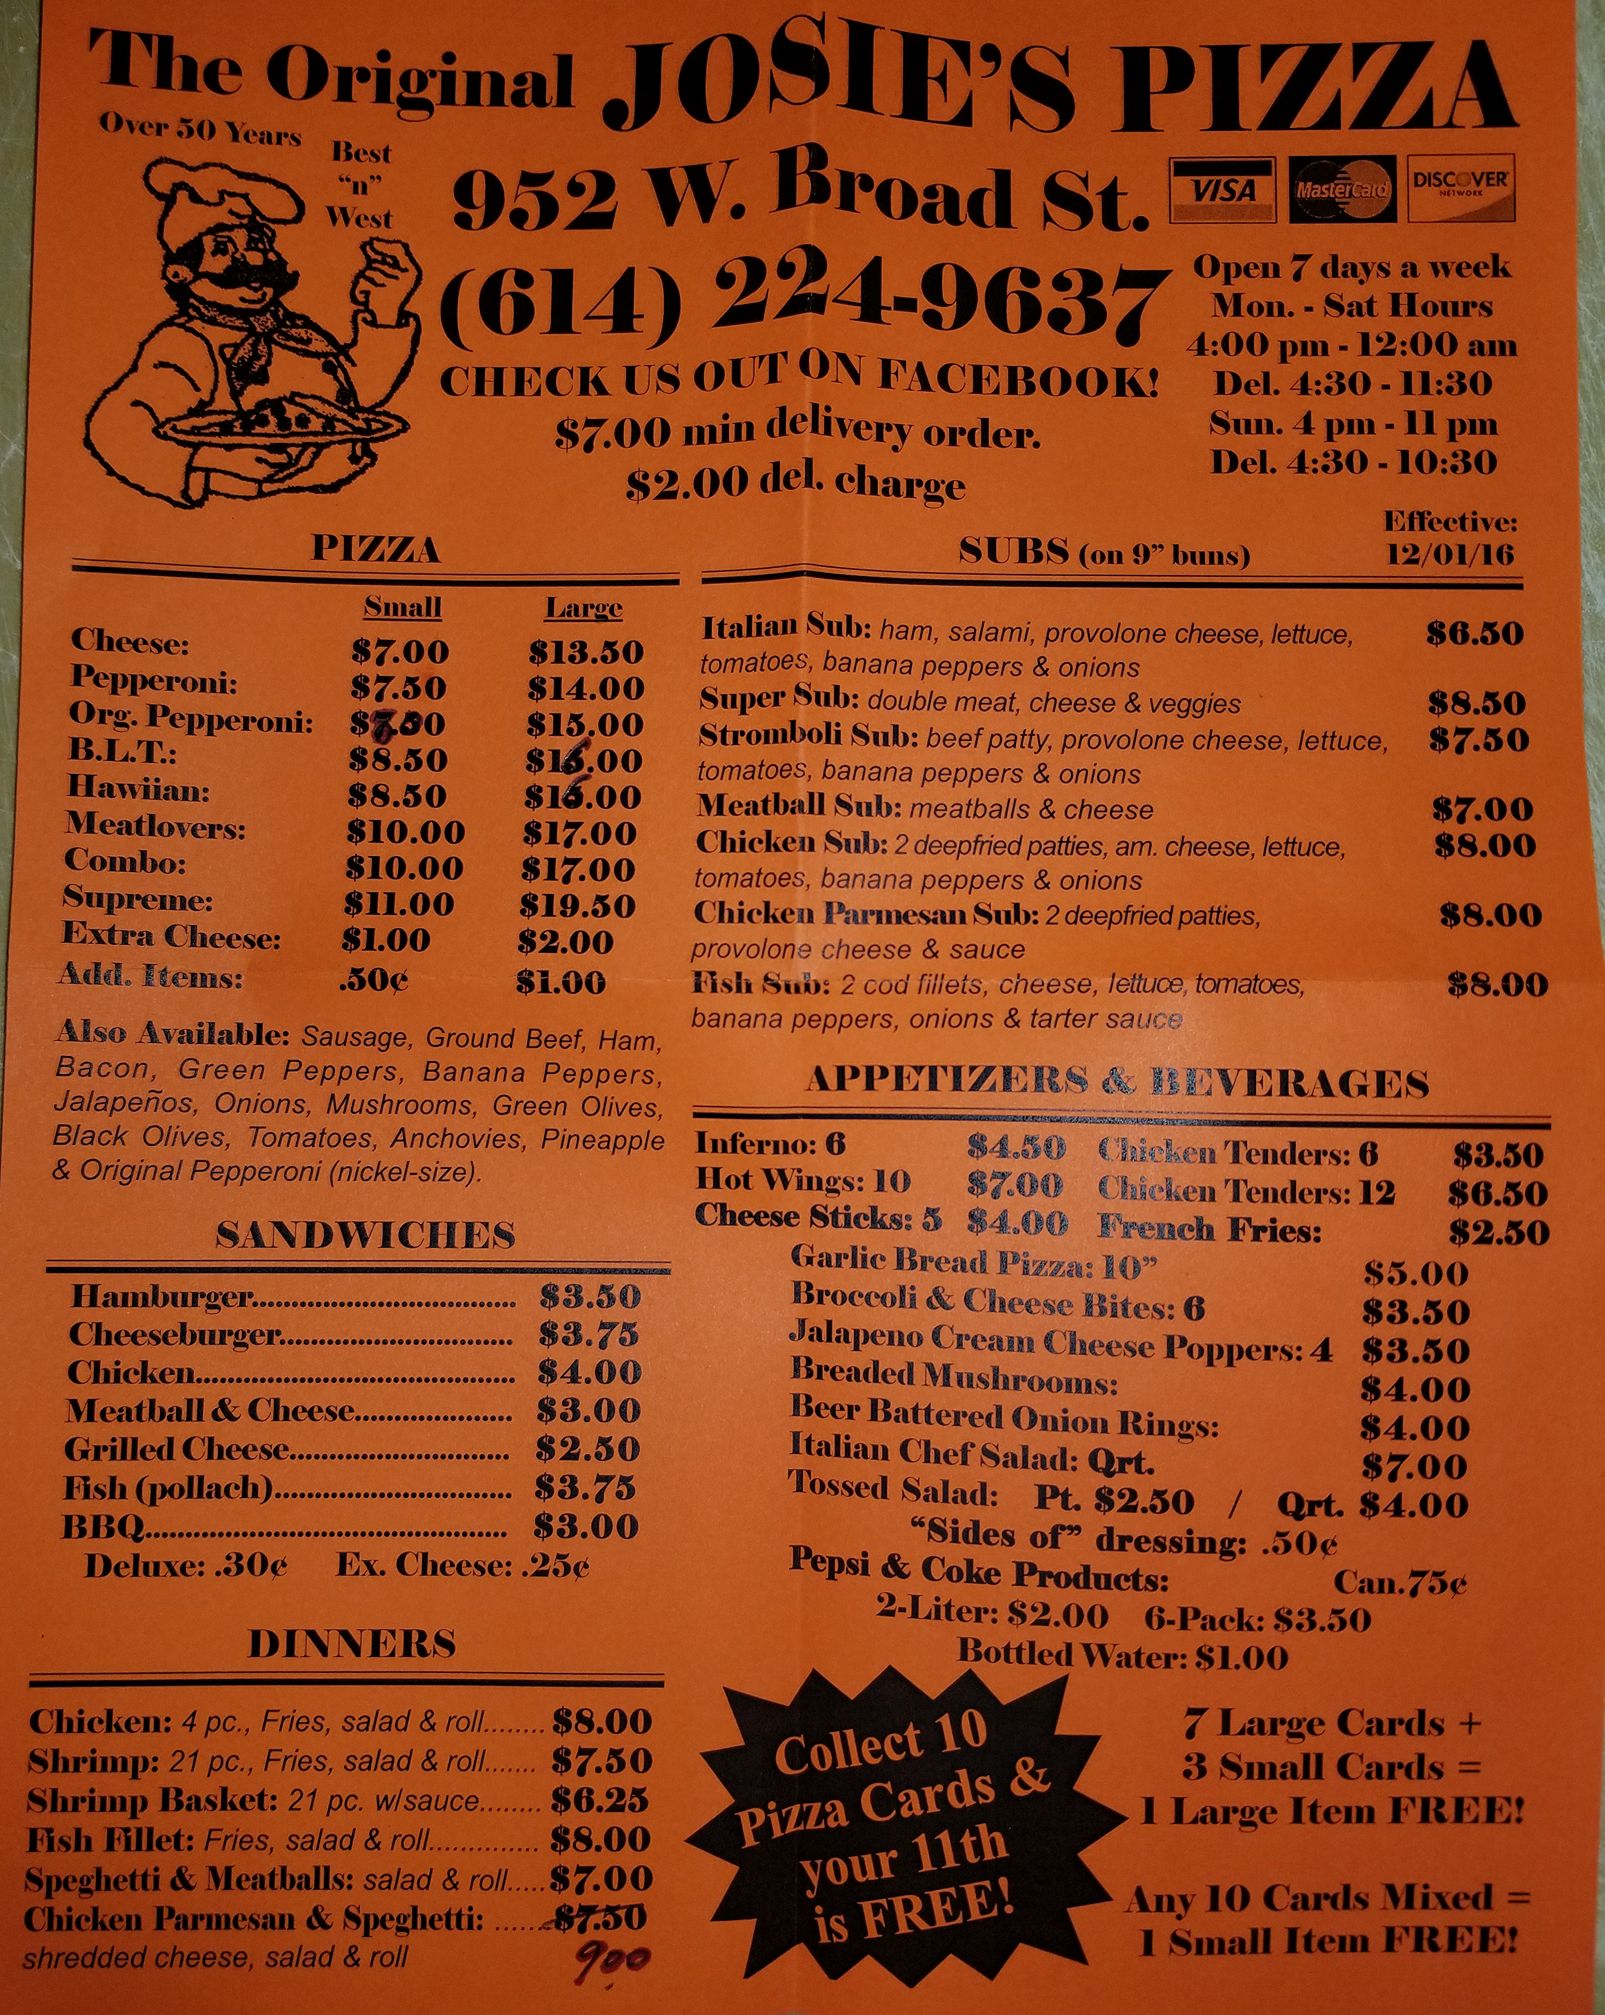 The Original JOSIE'S PIZZA
Over 50 Years
Best
“n”
West
952 W. Broad St.
(614) 224-9637
CHECK US OUT ON FACEBOOK!
$7.00 min delivery order.
$2.00 del. charge
VISA MasterCard DISCOVER
NETWORK
Open 7 days a week
Mon. - Sat Hours
4:00 pm - 12:00 am
Del. 4:30 - 11:30
Sun. 4 pm - 11 pm
Del. 4:30 - 10:30
Effective:
12/01/16
PIZZA
Small Large
Cheese: $7.00 $13.50
Pepperoni: $7.50 $14.00
Org. Pepperoni: $15.00
B.L.T.: $8.50 $16.00
Hawiian: $8.50 $16.00
Meatlovers: $10.00 $17.00
Combo: $10.00 $17.00
Supreme: $11.00 $19.50
Extra Cheese: $1.00 $2.00
Add. Items: .50¢ $1.00
Also Available: Sausage, Ground Beef, Ham,
Bacon, Green Peppers, Banana Peppers,
Jalapeños, Onions, Mushrooms, Green Olives,
Black Olives, Tomatoes, Anchovies, Pineapple
& Original Pepperoni (nickel-size).
SANDWICHES
Hamburger................................. $3.50
Cheeseburger............................. $3.75
Chicken........................................ $4.00
Meatball & Cheese.................... $3.00
Grilled Cheese............................ $2.50
Fish (pollach).............................. $3.75
BBQ.............................................. $3.00
Deluxe: .30¢ Ex. Cheese: .25¢
DINNERS
Chicken: 4 pc., Fries, salad & roll........ $8.00
Shrimp: 21 pc., Fries, salad & roll....... $7.50
Shrimp Basket: 21 pc. w/sauce........ $6.25
Fish Fillet: Fries, salad & roll.............. $8.00
Speghetti & Meatballs: salad & roll..... $7.00
Chicken Parmesan & Speghetti: ....... $7.50
shredded cheese, salad & roll 9.00
SUBS (on 9” buns)
Italian Sub: ham, salami, provolone cheese, lettuce, $6.50
tomatoes, banana peppers & onions
Super Sub: double meat, cheese & veggies $8.50
Stromboli Sub: beef patty, provolone cheese, lettuce, $7.50
tomatoes, banana peppers & onions
Meatball Sub: meatballs & cheese $7.00
Chicken Sub: 2 deepfried patties, am. cheese, lettuce, $8.00
tomatoes, banana peppers & onions
Chicken Parmesan Sub: 2 deepfried patties, $8.00
provolone cheese & sauce
Fish Sub: 2 cod fillets, cheese, lettuce, tomatoes, $8.00
banana peppers, onions & tarter sauce
APPETIZERS & BEVERAGES
Inferno: 6 $4.50 Chicken Tenders: 6 $3.50
Hot Wings: 10 $7.00 Chicken Tenders: 12 $6.50
Cheese Sticks: 5 $4.00 French Fries: $2.50
Garlic Bread Pizza: 10” $5.00
Broccoli & Cheese Bites: 6 $3.50
Jalapeno Cream Cheese Poppers: 4 $3.50
Breaded Mushrooms: $4.00
Beer Battered Onion Rings: $4.00
Italian Chef Salad: Qrt. $7.00
Tossed Salad: Pt. $2.50 / Qrt. $4.00
“Sides of” dressing: .50¢
Pepsi & Coke Products: Can.75¢
2-Liter: $2.00 6-Pack: $3.50
Bottled Water: $1.00
Collect 10
Pizza Cards &
your 11th
is FREE!
7 Large Cards +
3 Small Cards =
1 Large Item FREE!
Any 10 Cards Mixed =
1 Small Item FREE!